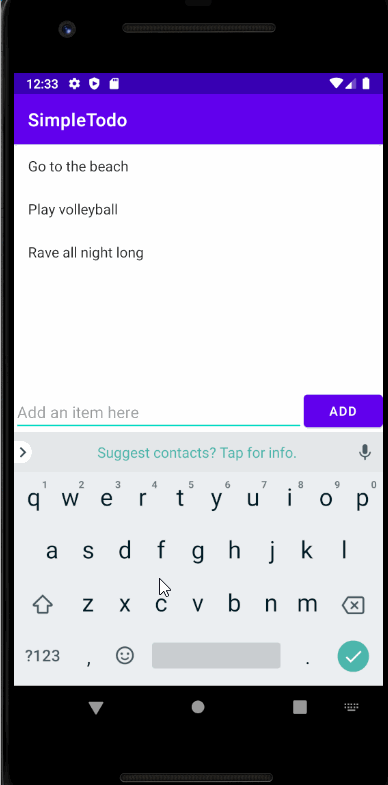 12:33
SimpleTodo
Go to the beach
Play volleyball
Rave all night long
Add an item here
ADD
Suggest contacts? Tap for info.
1 2 3 4 5 6 7 8 9 0
q w e r t y u i o p
a s d f g h j k l
z x c v b n m
?123 , .